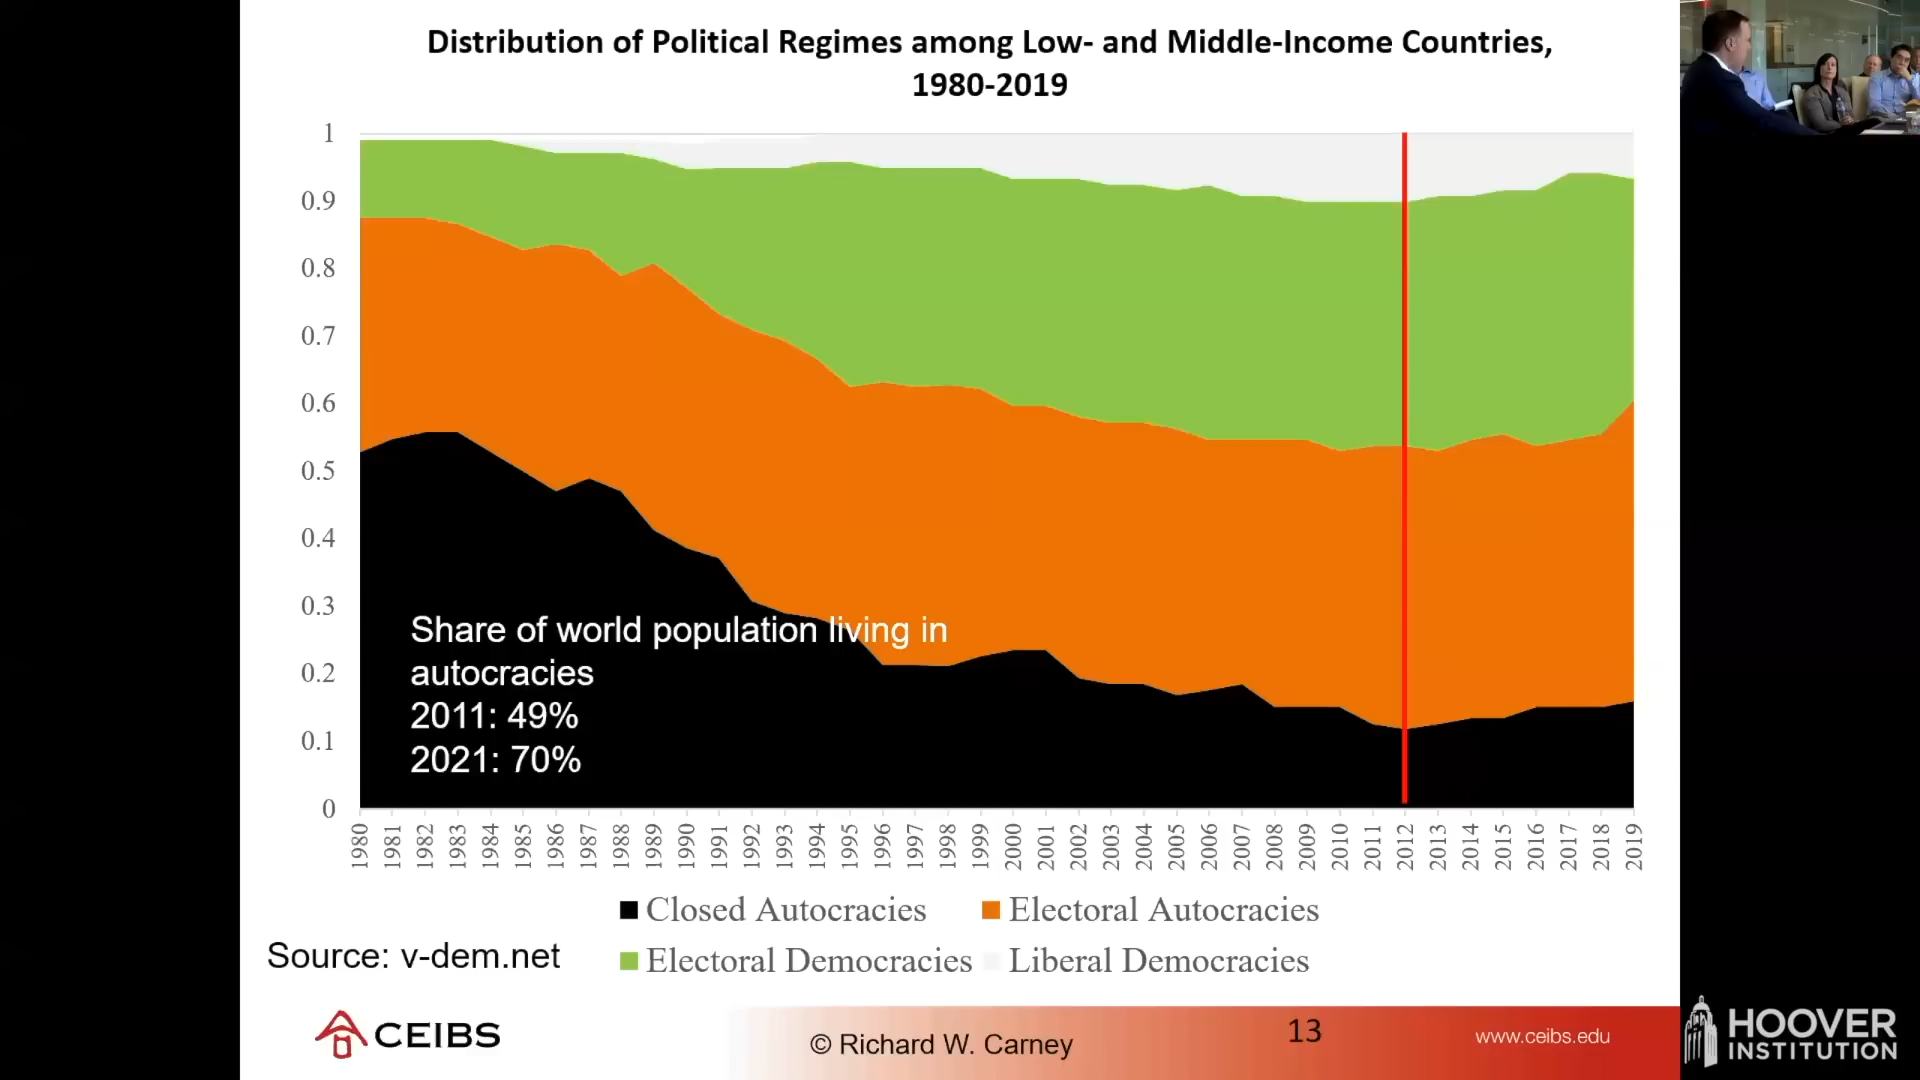 Distribution of Political Regimes among Low- and Middle-Income Countries,
1980-2019
1
0.9
0.8
0.7
0.6
0.5
0.4
0.3
0.2
0.1
0
Share of world population living in
autocracies
2011: 49%
2021: 70%
1980 1981 1982 1983 1984 1985 1986 1987 1988 1989 1990 1991 1992 1993 1994 1995 1996 1997 1998 1999 2000 2001 2002 2003 2004 2005 2006 2007 2008 2009 2010 2011 2012 2013 2014 2015 2016 2017 2018 2019
Closed Autocracies Electoral Autocracies
Electoral Democracies Liberal Democracies
Source: v-dem.net
CEIBS
© Richard W. Carney
13
www.ceibs.edu
HOOVER
INSTITUTION